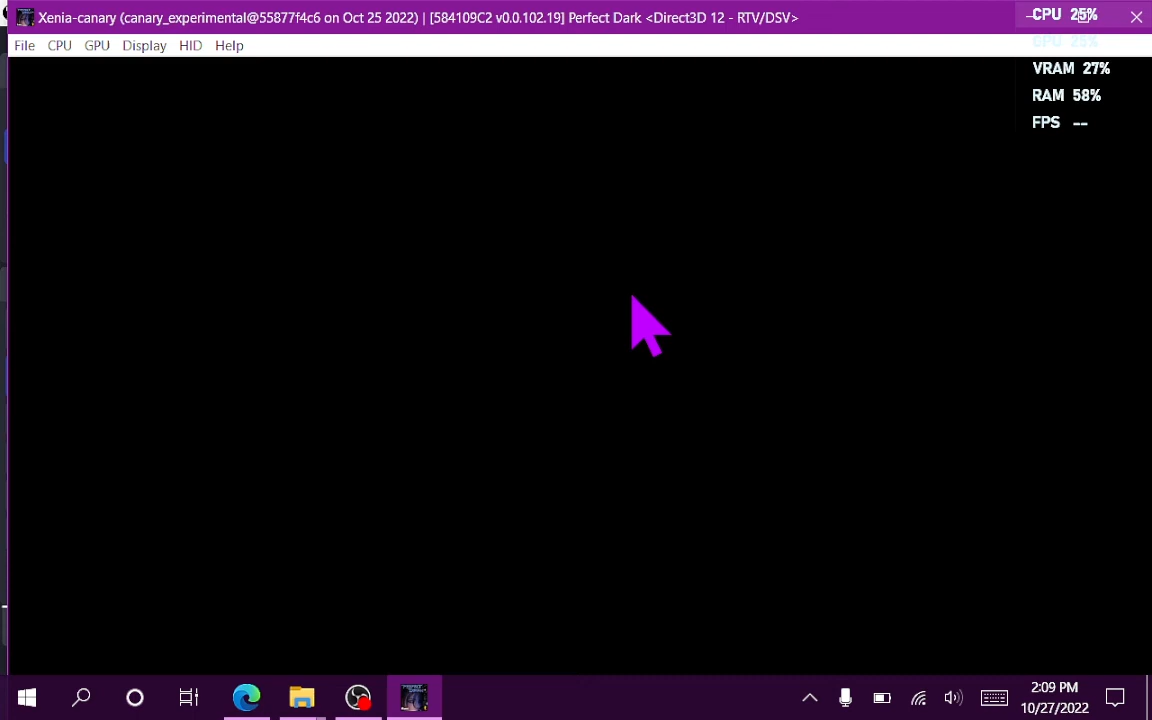 Xenia-canary (canary_experimental@55877f4c6 on Oct 25 2022) | [584109C2 v0.0.102.19] Perfect Dark <Direct3D 12 - RTV/DSV>
CPU 25%
File CPU GPU Display HID Help
GPU 25%
VRAM 27%
RAM 58%
FPS --
2:09 PM
10/27/2022